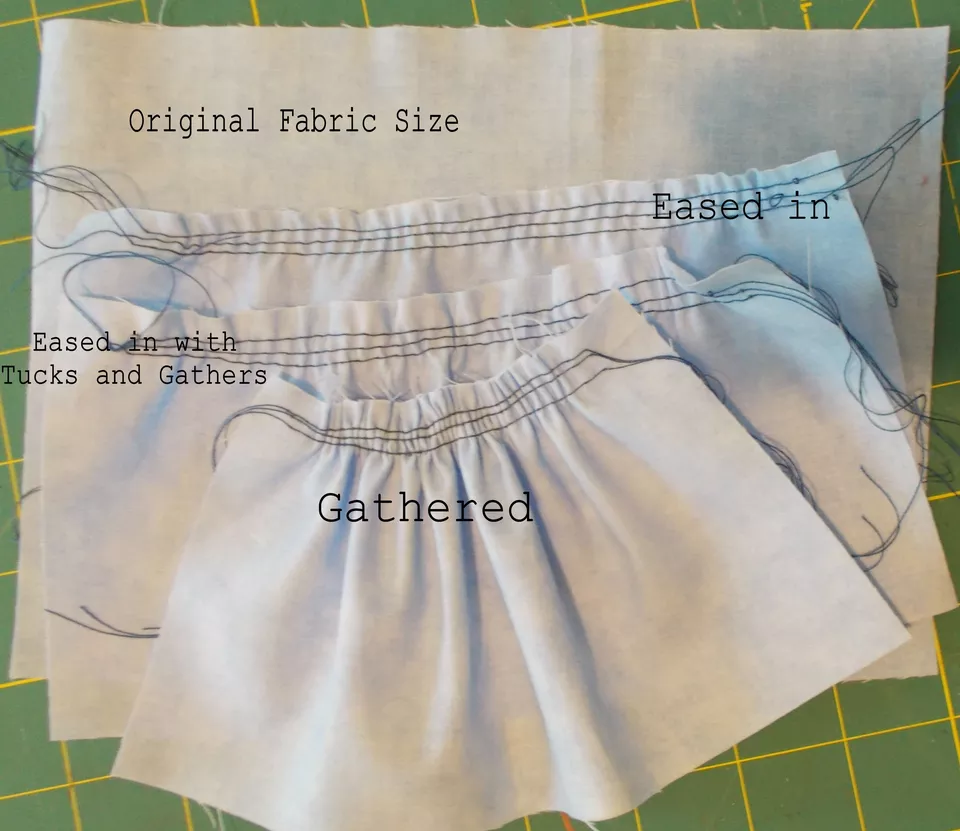 Original Fabric Size
Eased in
Eased in with
Tucks and Gathers
Gathered